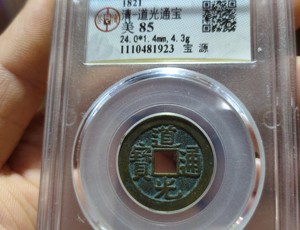 1821
清·道光通宝
美 85
24.0*1.4mm,4.3g
1110481923 宝 源
道
通
寶
光